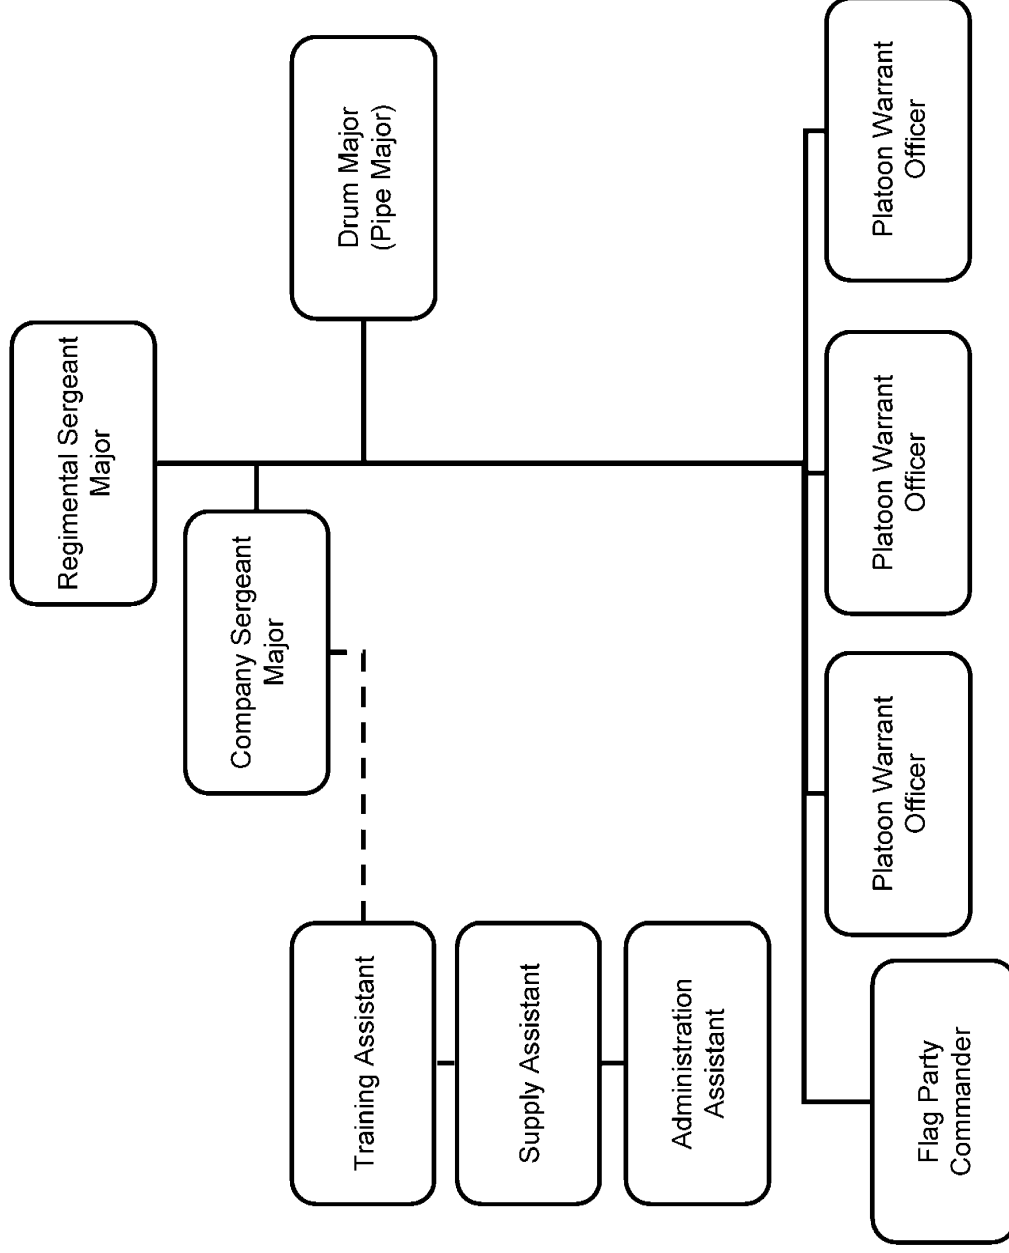 Regimental Sergeant
Major
Company Sergeant
Major
Drum Major
(Pipe Major)
Training Assistant
Supply Assistant
Administration
Assistant
Flag Party
Commander
Platoon Warrant
Officer
Platoon Warrant
Officer
Platoon Warrant
Officer